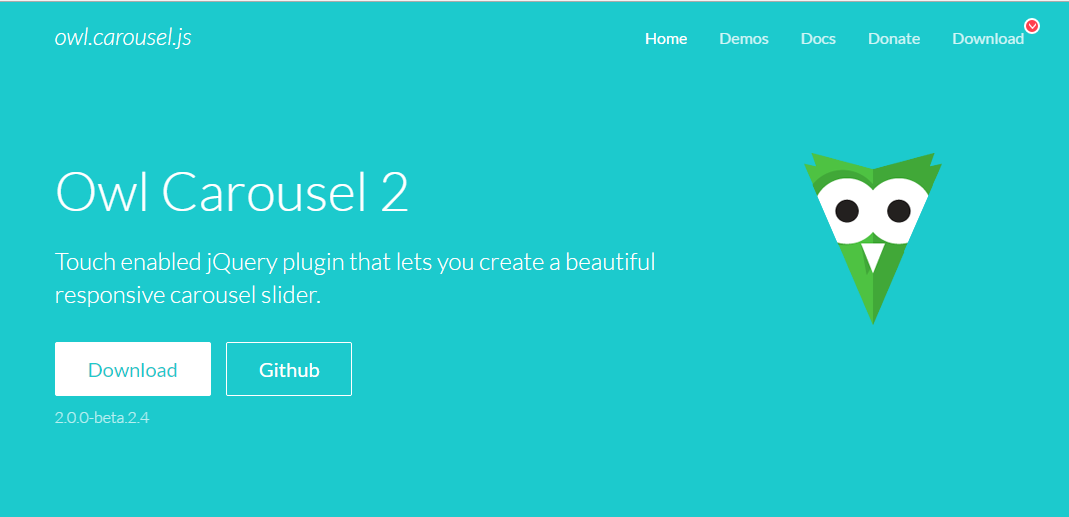 owl.carousel.js
Home Demos Docs Donate Download
Owl Carousel 2
Touch enabled jQuery plugin that lets you create a beautiful
responsive carousel slider.
Download Github
2.0.0-beta.2.4